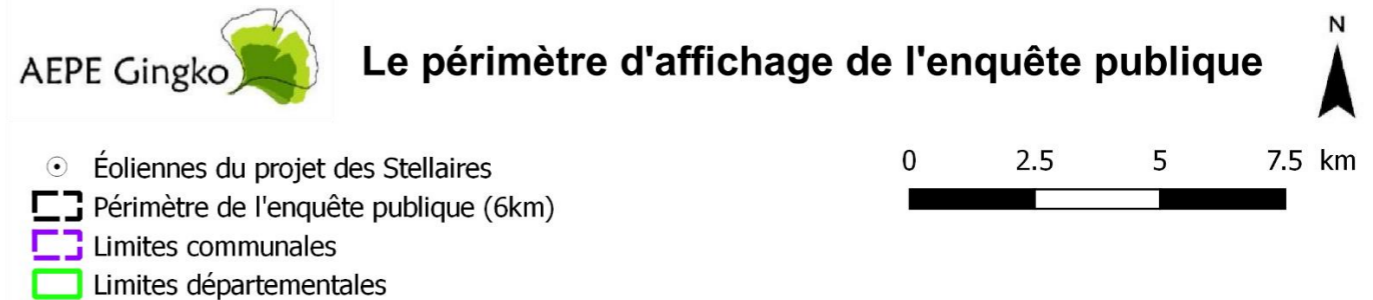 AEPE Gingko
Le périmètre d'affichage de l'enquête publique
N
Éoliennes du projet des Stellaires
Périmètre de l'enquête publique (6km)
Limites communales
Limites départementales
0 2.5 5 7.5 km